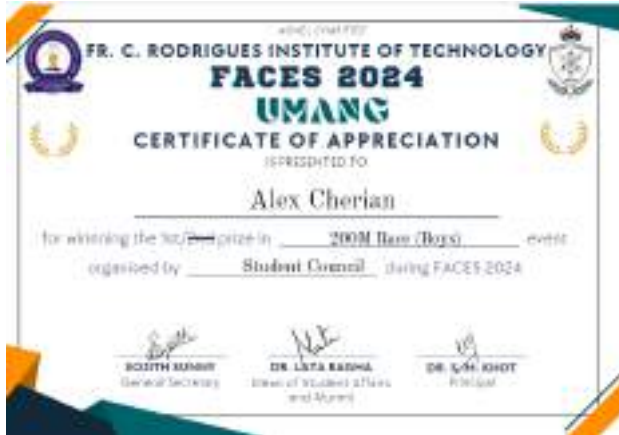 FR. C. RODRIGUES INSTITUTE OF TECHNOLOGY
FACES 2024
UMANG
CERTIFICATE OF APPRECIATION
IS PRESENTED TO
Alex Cherian
for winning the 1st/2nd prize in 200M Race (Boys) event
organised by Student Council during FACES 2024
SUNNY DR. LATA RAGHA DR. S.M. KHOT
General Secretary Dean of Student Affairs Principal
and Alumni